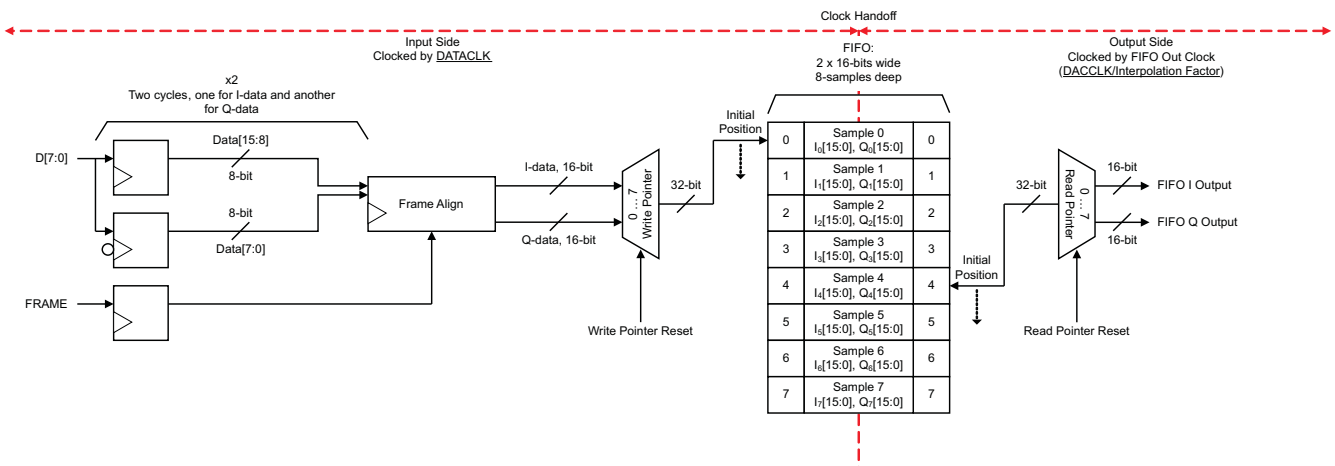 Clock Handoff
Input Side
Clocked by DATACLK
Output Side
Clocked by FIFO Out Clock
(DACCLK/Interpolation Factor)
FIFO:
2 x 16-bits wide
8-samples deep
x2
Two cycles, one for I-data and another
for Q-data
D[7:0]
Data[15:8]
8-bit
8-bit
Data[7:0]
FRAME
Frame Align
I-data, 16-bit
Q-data, 16-bit
0 … 7
Write Pointer
Write Pointer Reset
32-bit
Initial
Position
0
Sample 0
I0[15:0], Q0[15:0]
0
1
Sample 1
I1[15:0], Q1[15:0]
1
2
Sample 2
I2[15:0], Q2[15:0]
2
3
Sample 3
I3[15:0], Q3[15:0]
3
4
Sample 4
I4[15:0], Q4[15:0]
4
5
Sample 5
I5[15:0], Q5[15:0]
5
6
Sample 6
I6[15:0], Q6[15:0]
6
7
Sample 7
I7[15:0], Q7[15:0]
7
Initial
Position
32-bit
0 … 7
Read Pointer
Read Pointer Reset
16-bit
FIFO I Output
FIFO Q Output
16-bit